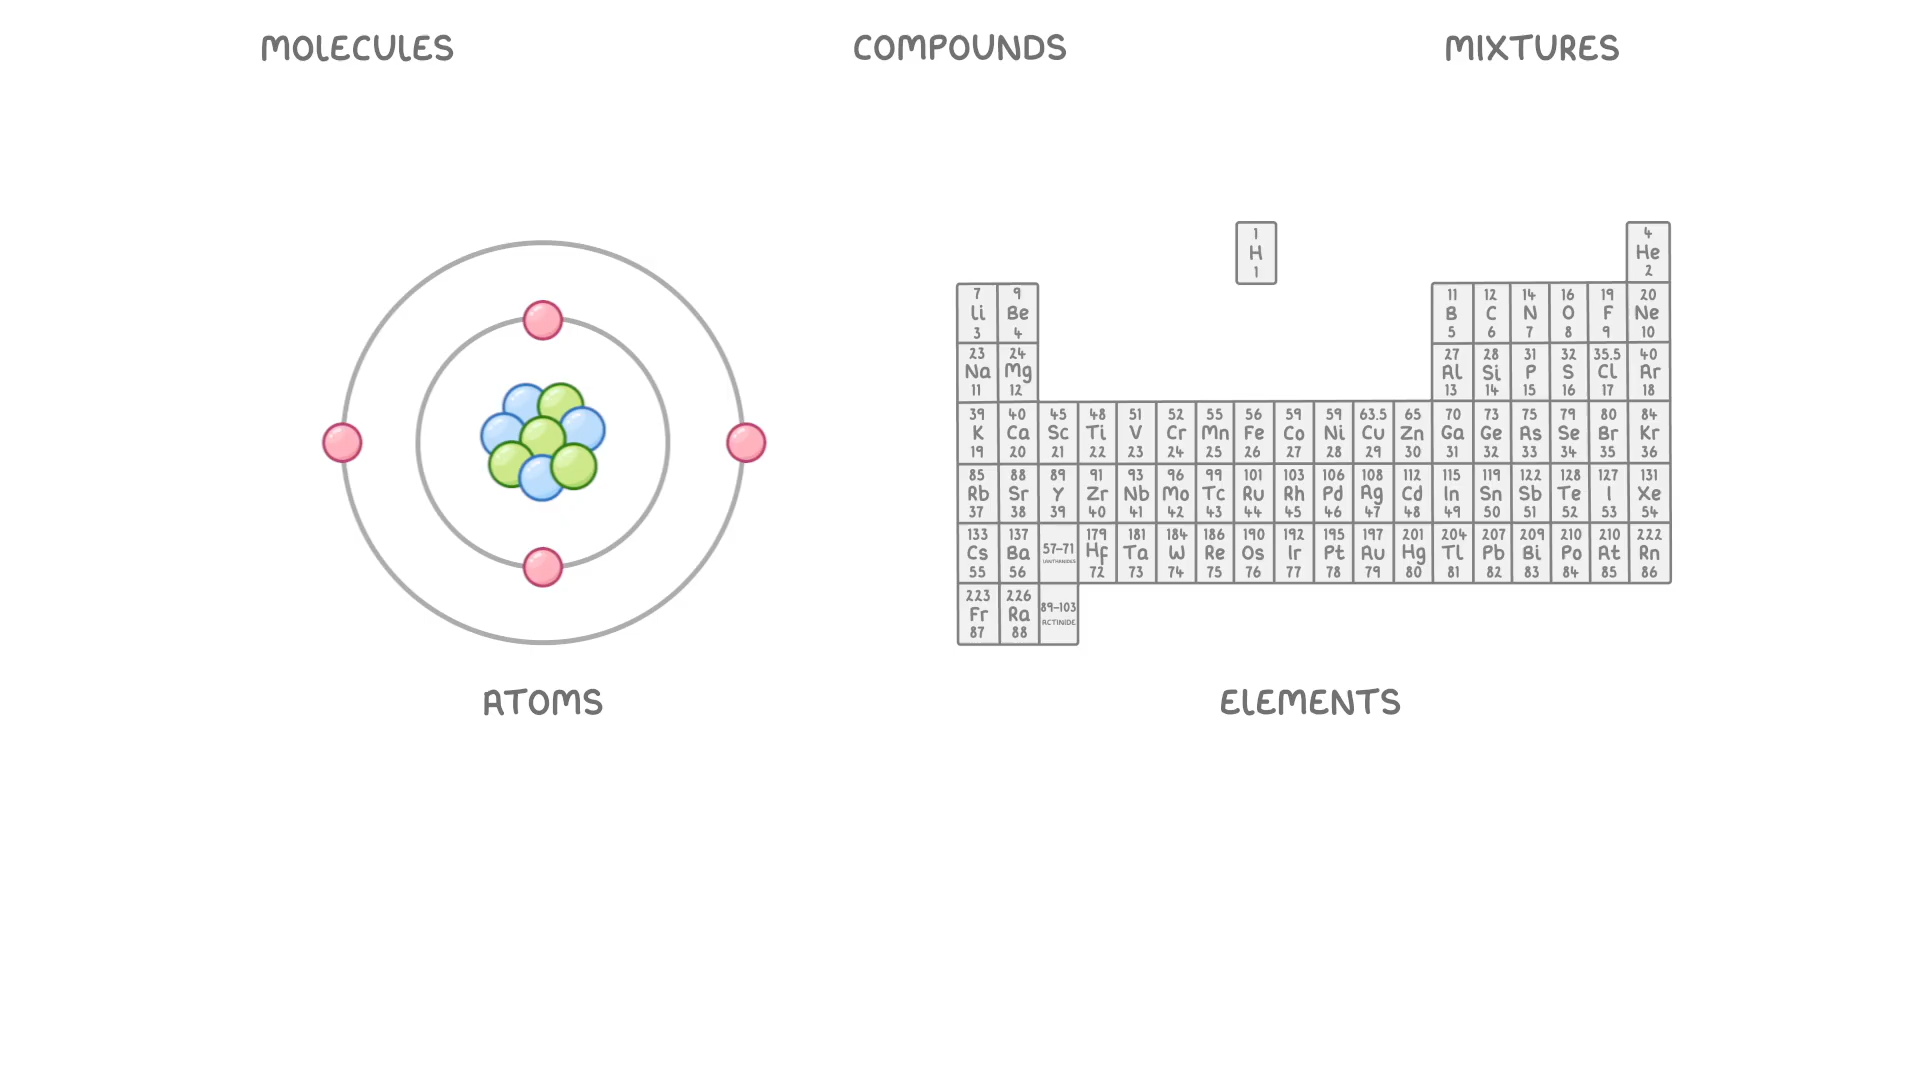 MOLECULES COMPOUNDS MIXTURES
1 4
H He
1 2
7 9 11 12 14 16 19 20
Li Be B C N O F Ne
3 4 5 6 7 8 9 10
23 24 27 28 31 32 35.5 40
Na Mg Al Si P S Cl Ar
11 12 13 14 15 16 17 18
39 40 45 48 51 52 55 56 59 59 63.5 65 70 73 75 79 80 84
K Ca Sc Ti V Cr Mn Fe Co Ni Cu Zn Ga Ge As Se Br Kr
19 20 21 22 23 24 25 26 27 28 29 30 31 32 33 34 35 36
85 88 89 91 93 96 99 101 103 106 108 112 115 119 122 128 127 131
Rb Sr Y Zr Nb Mo Tc Ru Rh Pd Ag Cd In Sn Sb Te I Xe
37 38 39 40 41 42 43 44 45 46 47 48 49 50 51 52 53 54
133 137 179 181 184 186 190 192 195 197 201 204 207 209 210 210 222
Cs Ba 57-71 Hf Ta W Re Os Ir Pt Au Hg Tl Pb Bi Po At Rn
LANTHANIDES
55 56 72 73 74 75 76 77 78 79 80 81 82 83 84 85 86
223 226 89-103
Fr Ra ACTINIDE
87 88
ATOMS ELEMENTS